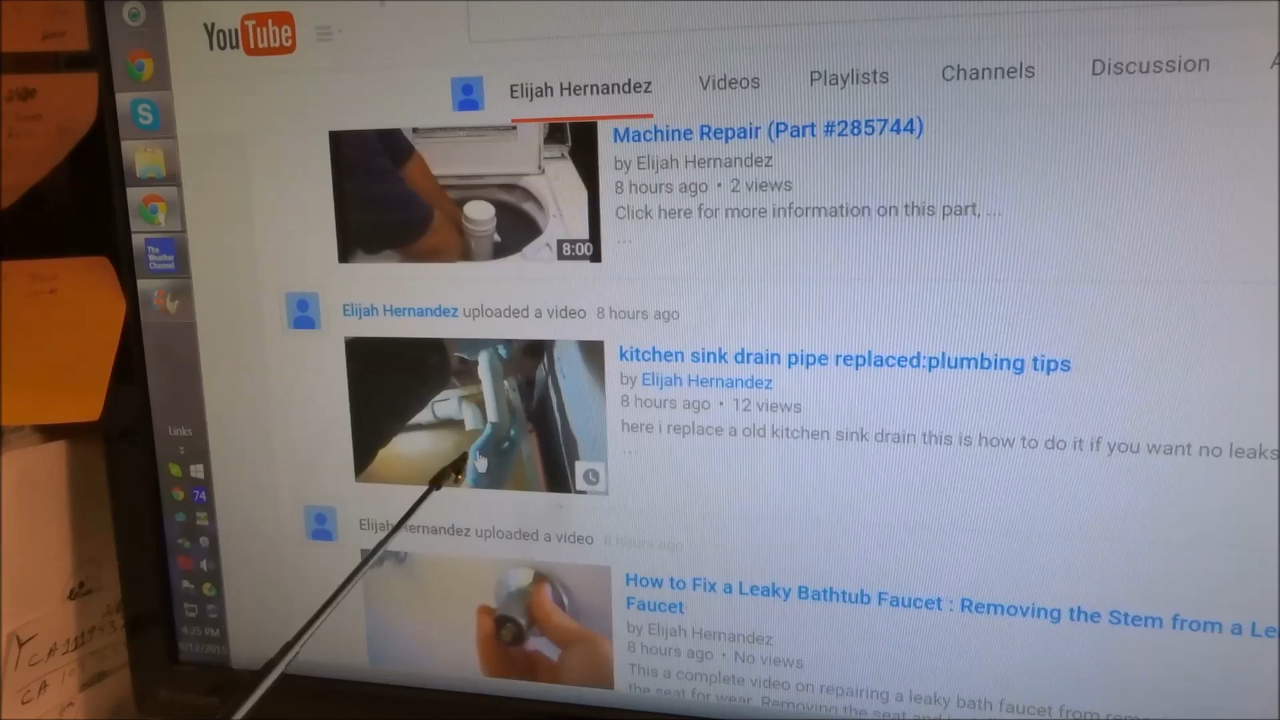 YouTube
Elijah Hernandez
Videos
Playlists
Channels
Discussion
Machine Repair (Part #285744)
by Elijah Hernandez
8 hours ago • 2 views
Click here for more information on this part, ...
...
8:00
Elijah Hernandez uploaded a video 8 hours ago
kitchen sink drain pipe replaced:plumbing tips
by Elijah Hernandez
8 hours ago • 12 views
here i replace a old kitchen sink drain this is how to do it if you want no leaks
...
Elijah Hernandez uploaded a video 8 hours ago
How to Fix a Leaky Bathtub Faucet : Removing the Stem from a Le
Faucet
by Elijah Hernandez
8 hours ago • No views
This a complete video on repairing a leaky bath faucet from
the seat for wear. Removing the seat and
The
Weather
Channel
Links
74
4:25 PM